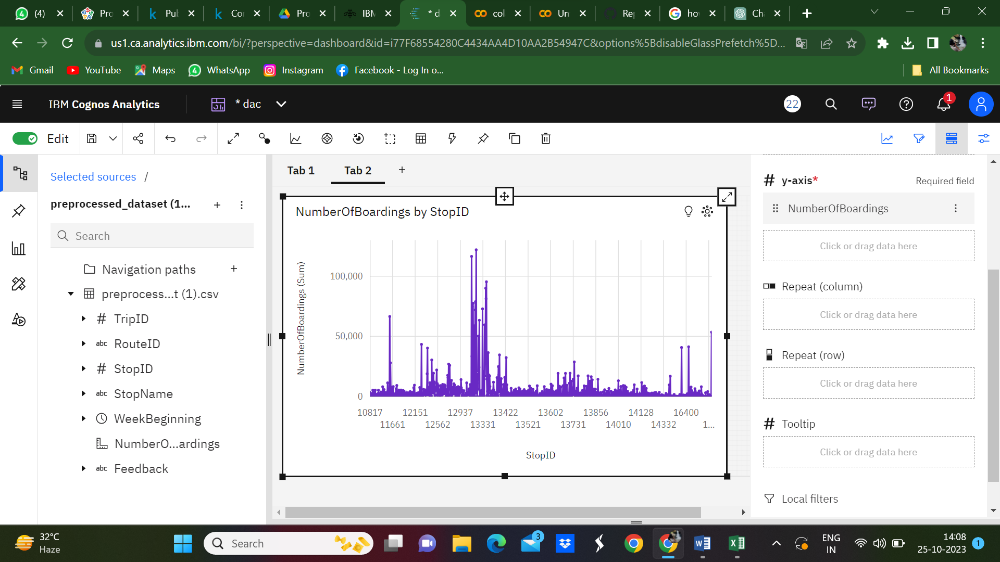 (4)
Pro
Pul
Co
Pro
IBM
* d
col
Un
Rep
ho
Ch
us1.ca.analytics.ibm.com/bi/?perspective=dashboard&id=i77F68554280C4434AA4D10AA2B54947C&options%5BdisableGlassPrefetch%5D...
Gmail
YouTube
Maps
WhatsApp
Instagram
Facebook - Log In o...
All Bookmarks
IBM Cognos Analytics
* dac
22
1
Edit
Selected sources /
preprocessed_dataset (1...
Search
Navigation paths
preprocess...t (1).csv
# TripID
abc RouteID
# StopID
abc StopName
WeekBeginning
NumberO...ardings
abc Feedback
Tab 1
Tab 2
NumberOfBoardings by StopID
NumberOfBoardings (Sum)
100,000
50,000
0
10817 12151 12937 13422 13602 13856 14128 16400
11661 12562 13331 13521 13731 14010 14332 1...
StopID
# y-axis*
Required field
NumberOfBoardings
Click or drag data here
Repeat (column)
Click or drag data here
Repeat (row)
Click or drag data here
# Tooltip
Click or drag data here
Local filters
32°C
Haze
Search
3
ENG
IN
14:08
25-10-2023
1